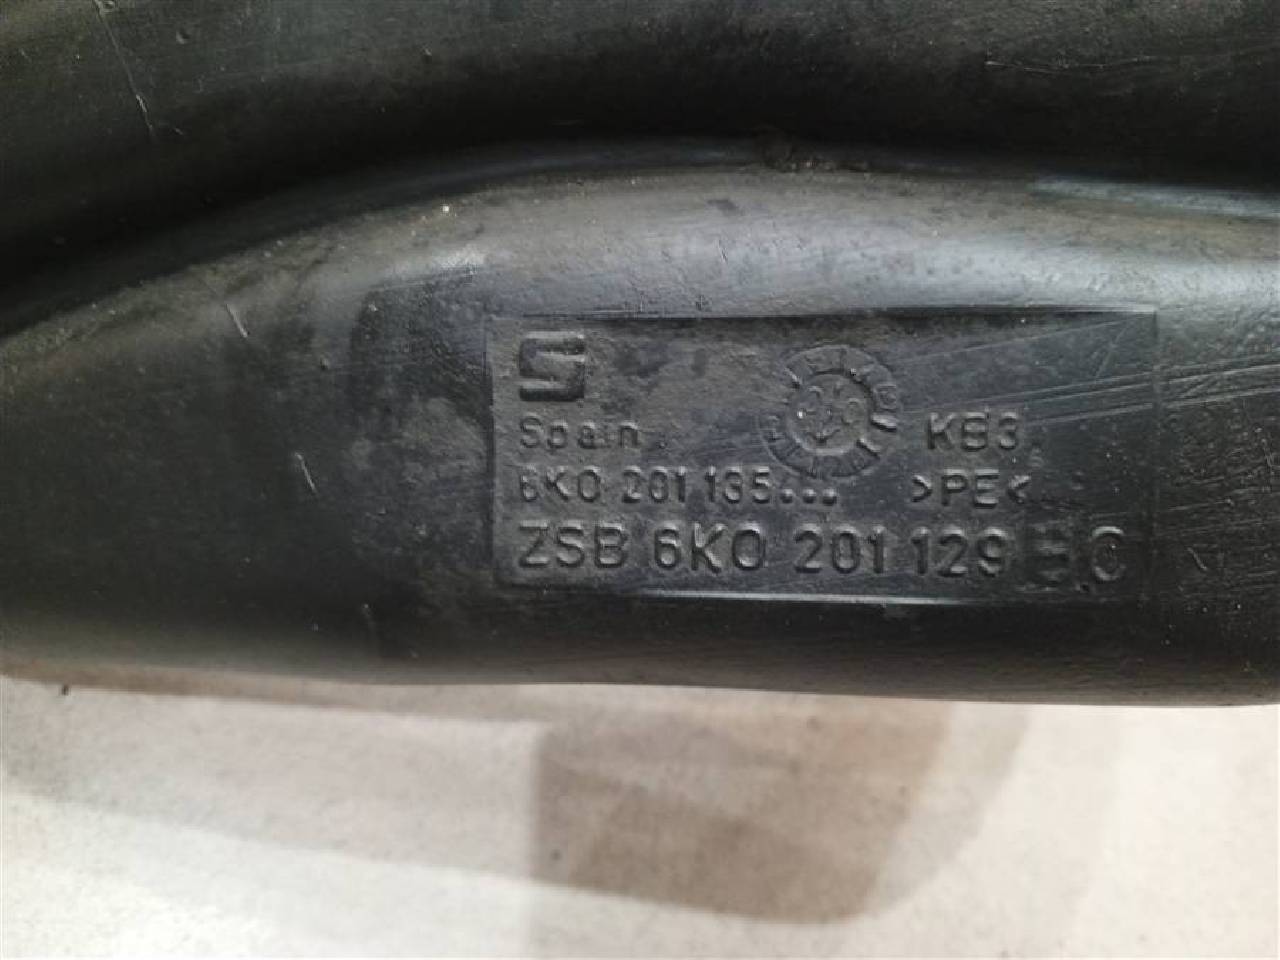 S
Spain KB3
6K0 201 135... >PE<
ZSB 6K0 201 129 C